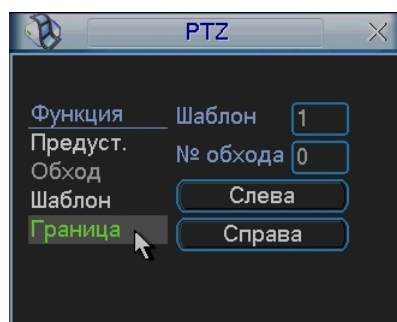 PTZ
Функция
Предуст.
Обход
Шаблон
Граница
Шаблон 1
№ обхода 0
Слева
Справа